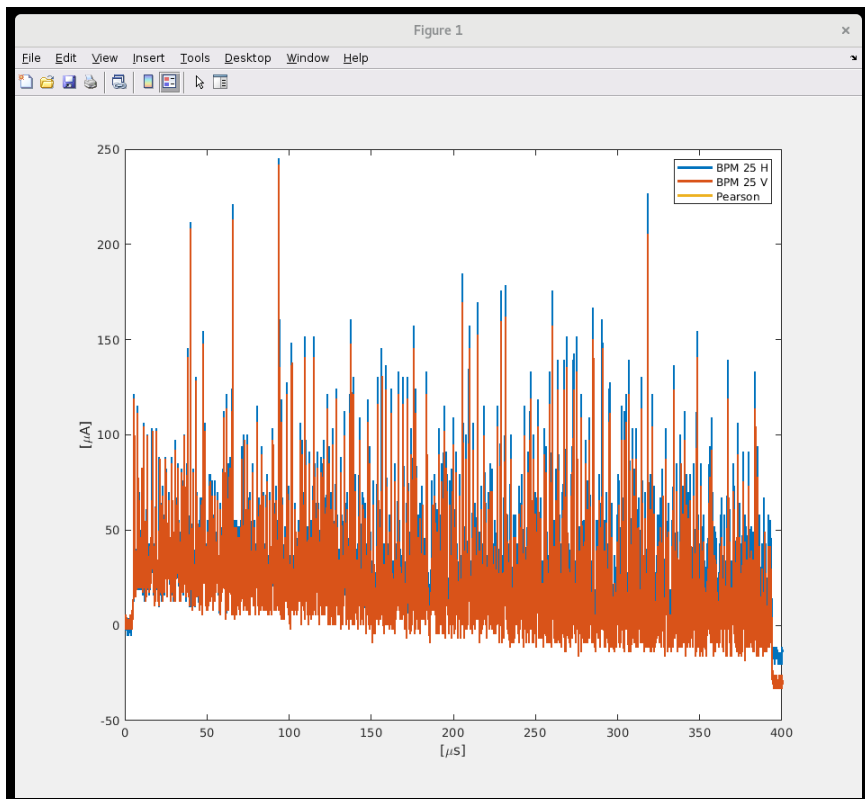 Figure 1
×
File Edit View Insert Tools Desktop Window Help
250
200
150
100
50
0
-50
[μA]
BPM 25 H
BPM 25 V
Pearson
0 50 100 150 200 250 300 350 400
[μs]